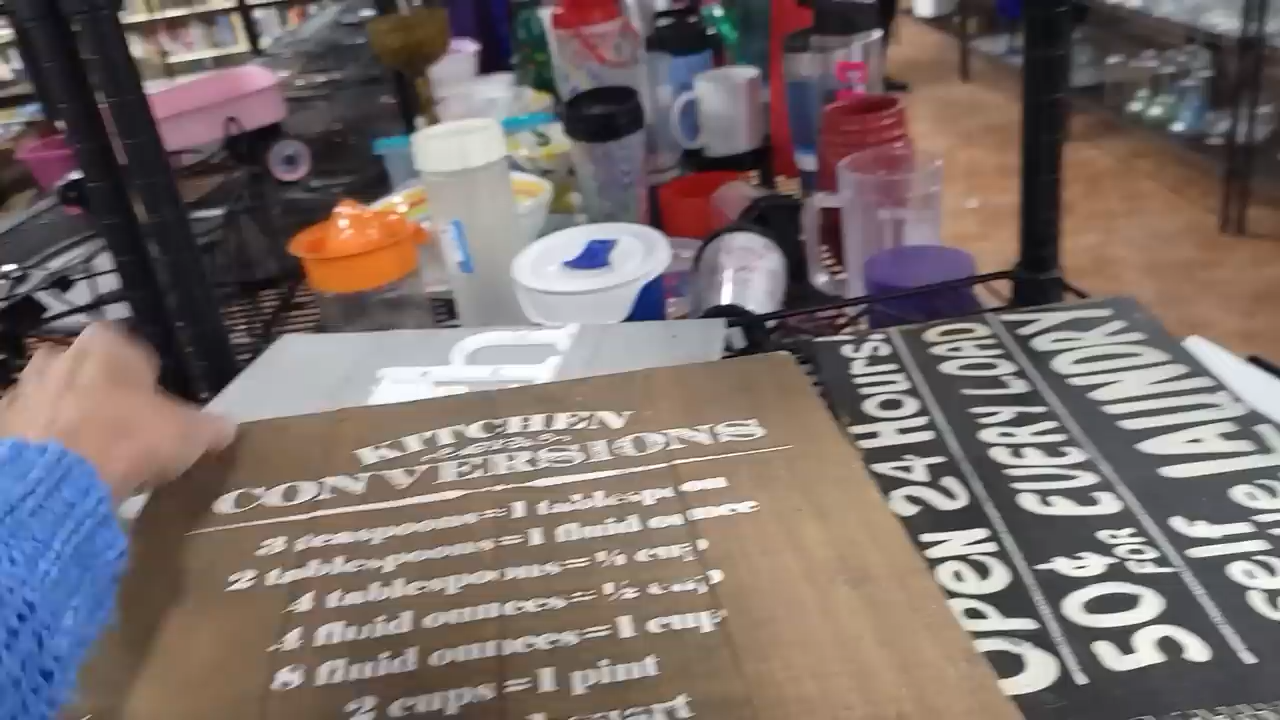 KITCHEN
CONVERSIONS
3 teaspoons=1 tablespoon
2 tablespoons=1 fluid ounce
4 tablespoons=¼ cup
4 fluid ounces=½ cup
8 fluid ounces=1 cup
2 cups=1 pint
Self LAUNDRY
50¢ FOR EVERY LOAD
OPEN 24 HOURS.